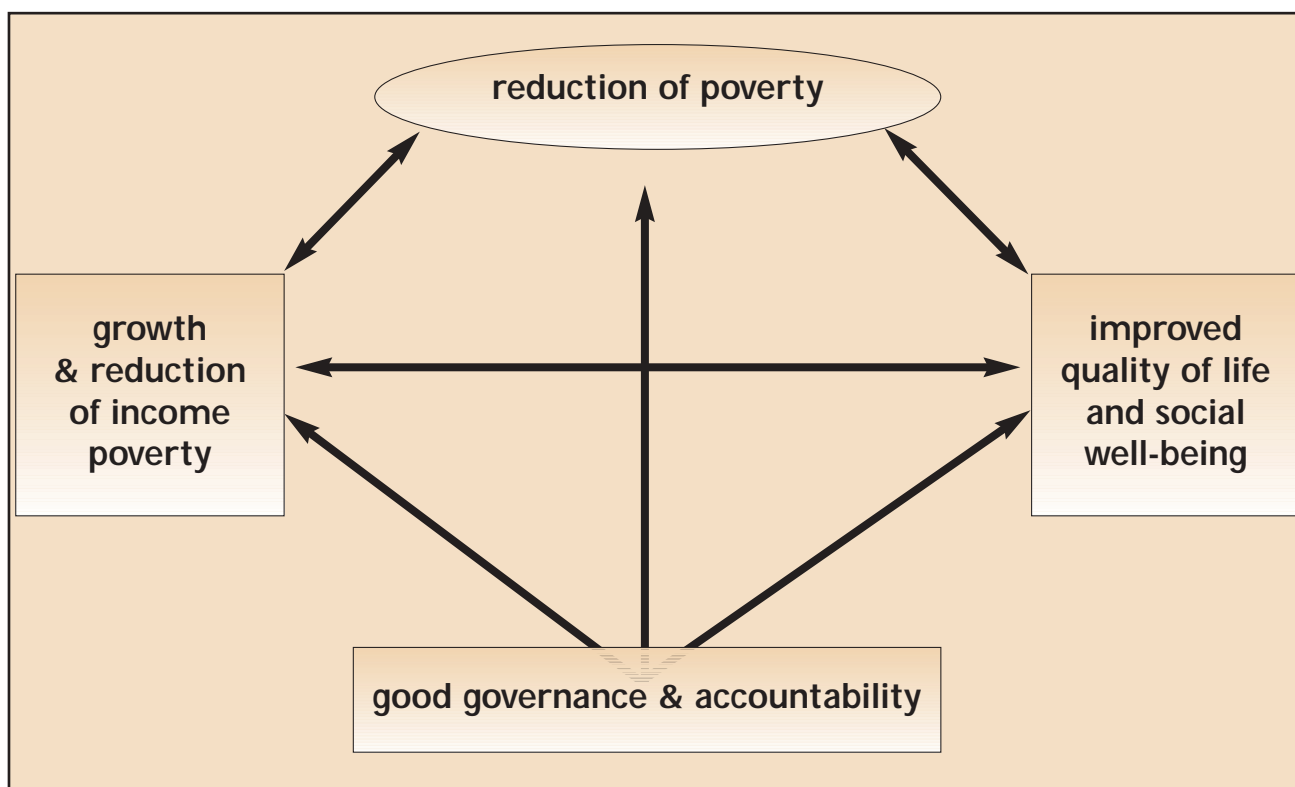 reduction of poverty
growth
& reduction
of income
poverty
improved
quality of life
and social
well-being
good governance & accountability